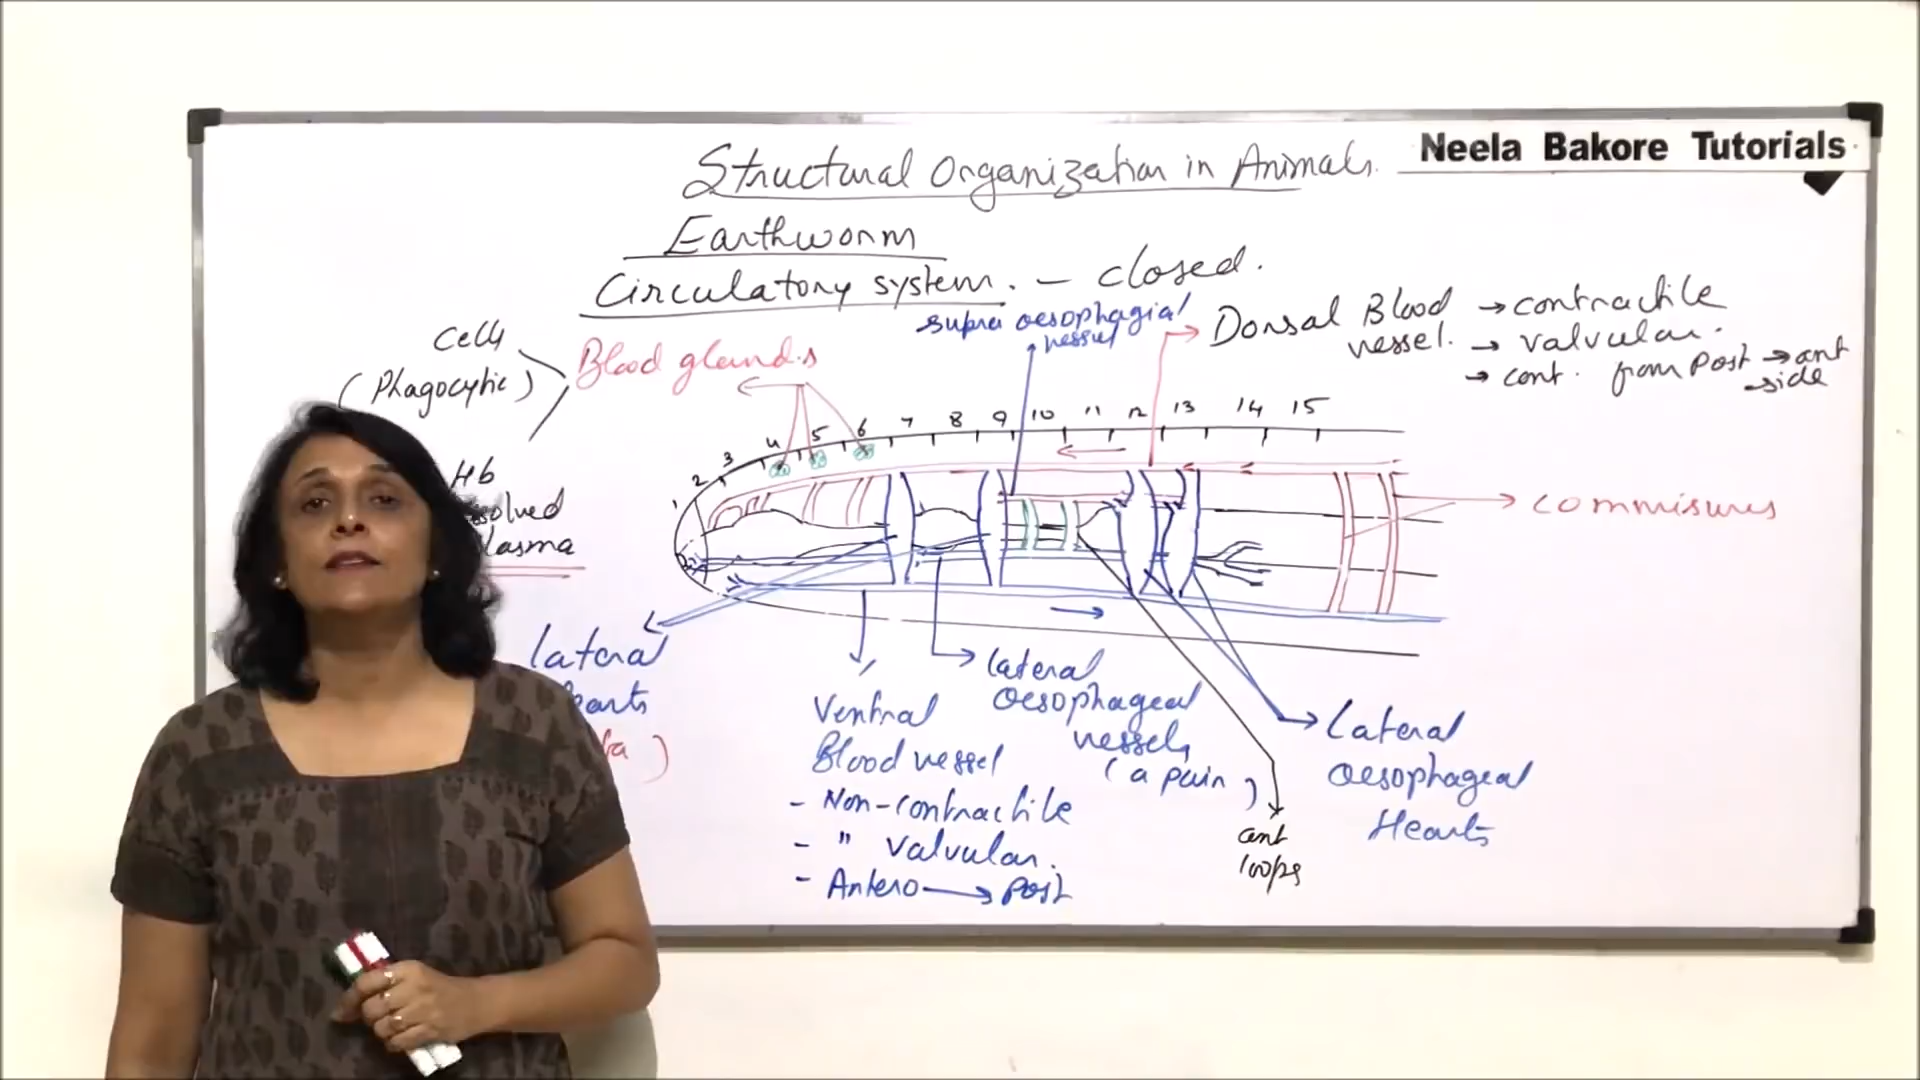 Neela Bakore Tutorials
Structural Organization in Animals.
Earthworm
Circulatory system. - closed.
Cells
(Phagocytic)
Blood glands
supra oesophagial
vessel
Dorsal Blood
vessel.
→ contractile
→ valvular.
→ cont. from Post → ant
side
1 2 3 4 5 6 7 8 9 10 11 12 13 14 15
Hb
solved
lasma
commisures
lateral
earts
)
Ventral
Blood vessel
- Non-contractile
- " valvular.
- Antero → post
lateral
oesophageal
vessels
(a pair)
ant
loops
Lateral
oesophageal
Hearts